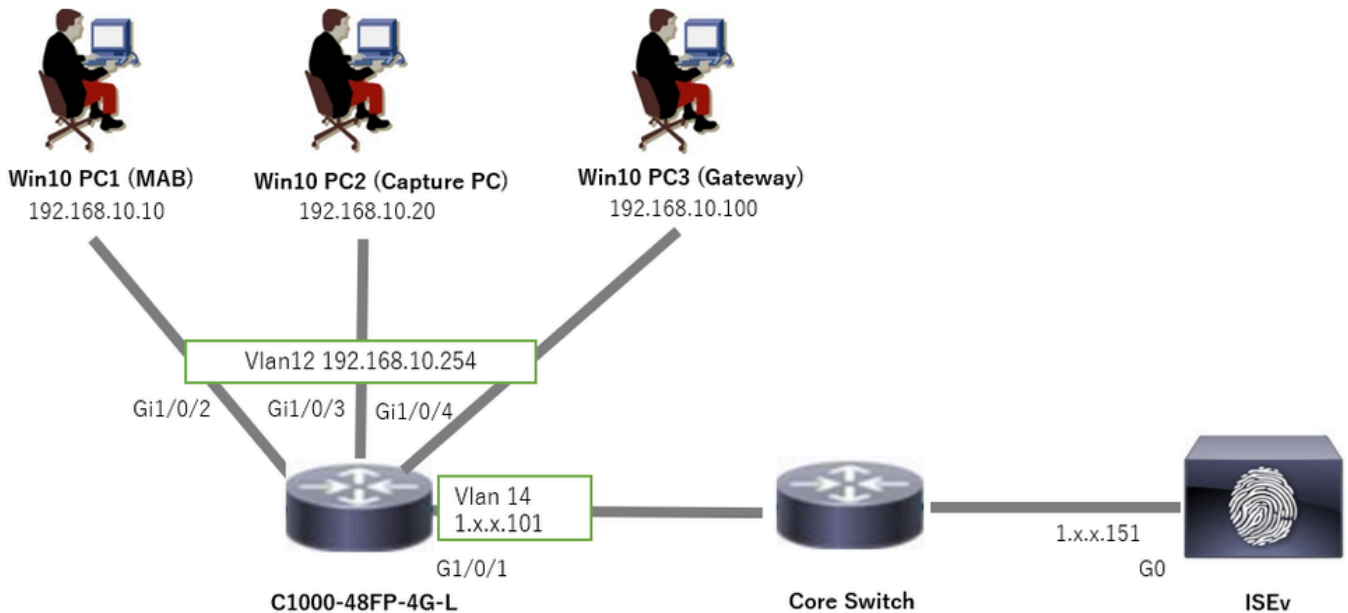 Win10 PC1 (MAB)
192.168.10.10
Win10 PC2 (Capture PC)
192.168.10.20
Win10 PC3 (Gateway)
192.168.10.100
Vlan12 192.168.10.254
Gi1/0/2
Gi1/0/3
Gi1/0/4
Vlan 14
1.x.x.101
G1/0/1
1.x.x.151
G0
C1000-48FP-4G-L
Core Switch
ISEv